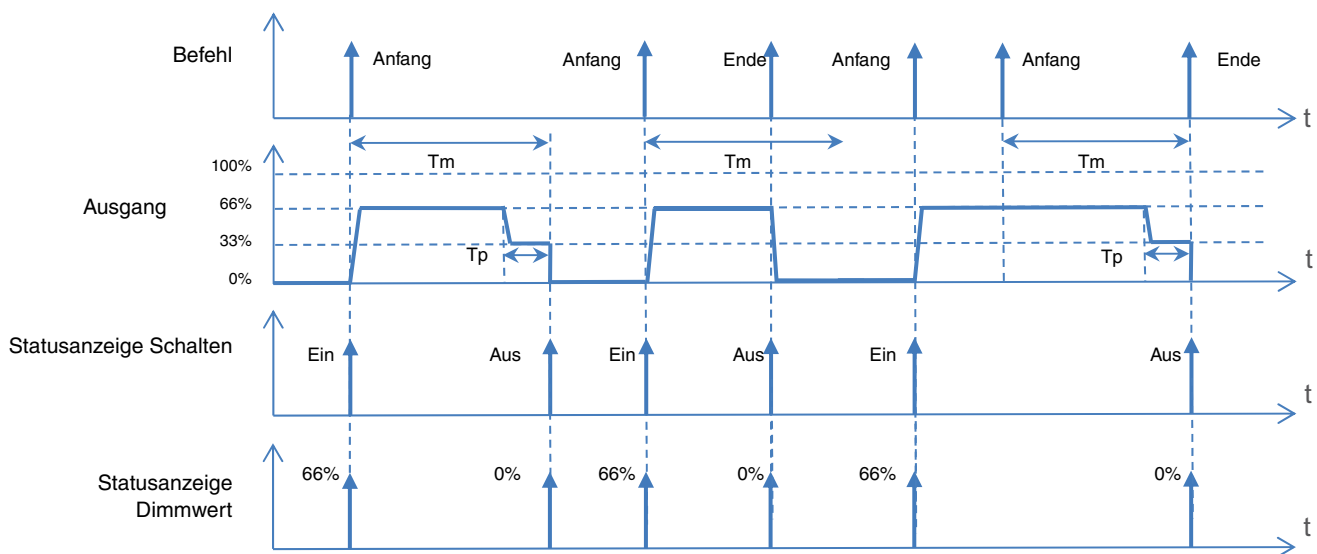 Befehl
Anfang
Anfang
Ende
Anfang
Anfang
Ende
t
Tm
Tm
Tm
Ausgang
100%
66%
33%
0%
Tp
Tp
t
Statusanzeige Schalten
Ein
Aus
Ein
Aus
Ein
Aus
t
Statusanzeige
Dimmwert
66%
0%
66%
0%
66%
0%
t